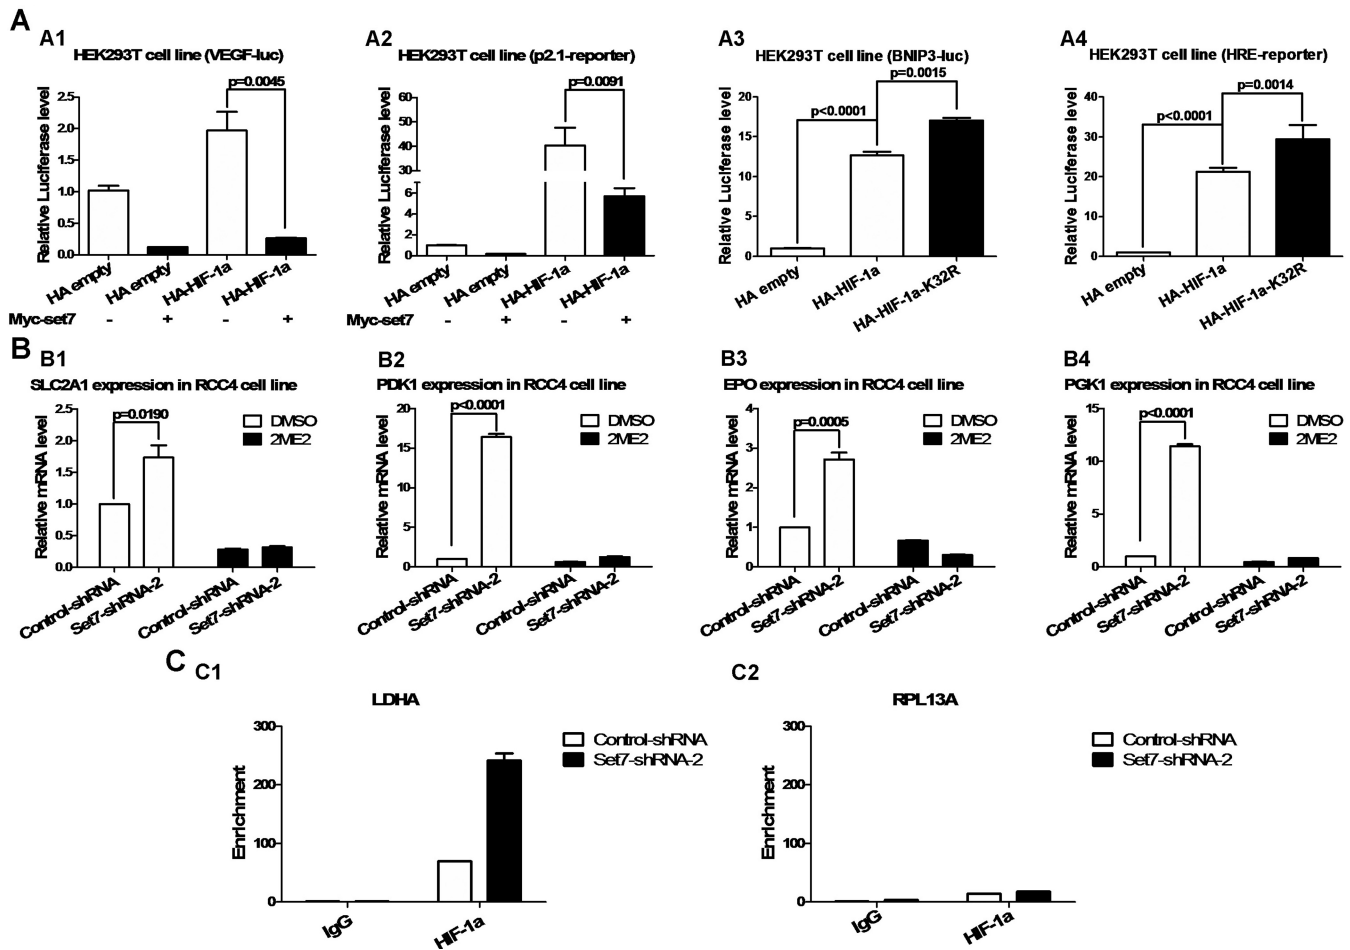 A
A1
HEK293T cell line (VEGF-luc)
p=0.0045
Relative Luciferase level
2.5
2.0
1.5
1.0
0.5
0.0
HA empty
HA empty
HA-HIF-1a
HA-HIF-1a
Myc-set7 - + - +
A2
HEK293T cell line (p2.1-reporter)
p=0.0091
Relative Luciferase level
60
50
40
30
6
4
2
0
HA empty
HA empty
HA-HIF-1a
HA-HIF-1a
Myc-set7 - + - +
A3
HEK293T cell line (BNIP3-luc)
p=0.0015
p<0.0001
Relative Luciferase level
20
15
10
5
0
HA empty
HA-HIF-1a
HA-HIF-1a-K32R
A4
HEK293T cell line (HRE-reporter)
p=0.0014
p<0.0001
Relative Luciferase level
40
30
20
10
0
HA empty
HA-HIF-1a
HA-HIF-1a-K32R
B
B1
SLC2A1 expression in RCC4 cell line
p=0.0190
DMSO
2ME2
Relative mRNA level
2.5
2.0
1.5
1.0
0.5
0.0
Control-shRNA
Set7-shRNA-2
Control-shRNA
Set7-shRNA-2
B2
PDK1 expression in RCC4 cell line
p<0.0001
DMSO
2ME2
Relative mRNA level
20
15
10
5
0
Control-shRNA
Set7-shRNA-2
Control-shRNA
Set7-shRNA-2
B3
EPO expression in RCC4 cell line
p=0.0005
DMSO
2ME2
Relative mRNA level
4
3
2
1
0
Control-shRNA
Set7-shRNA-2
Control-shRNA
Set7-shRNA-2
B4
PGK1 expression in RCC4 cell line
p<0.0001
DMSO
2ME2
Relative mRNA level
15
10
5
0
Control-shRNA
Set7-shRNA-2
Control-shRNA
Set7-shRNA-2
C
C1
LDHA
Control-shRNA
Set7-shRNA-2
Enrichment
300
200
100
0
IgG
HIF-1a
C2
RPL13A
Control-shRNA
Set7-shRNA-2
Enrichment
300
200
100
0
IgG
HIF-1a